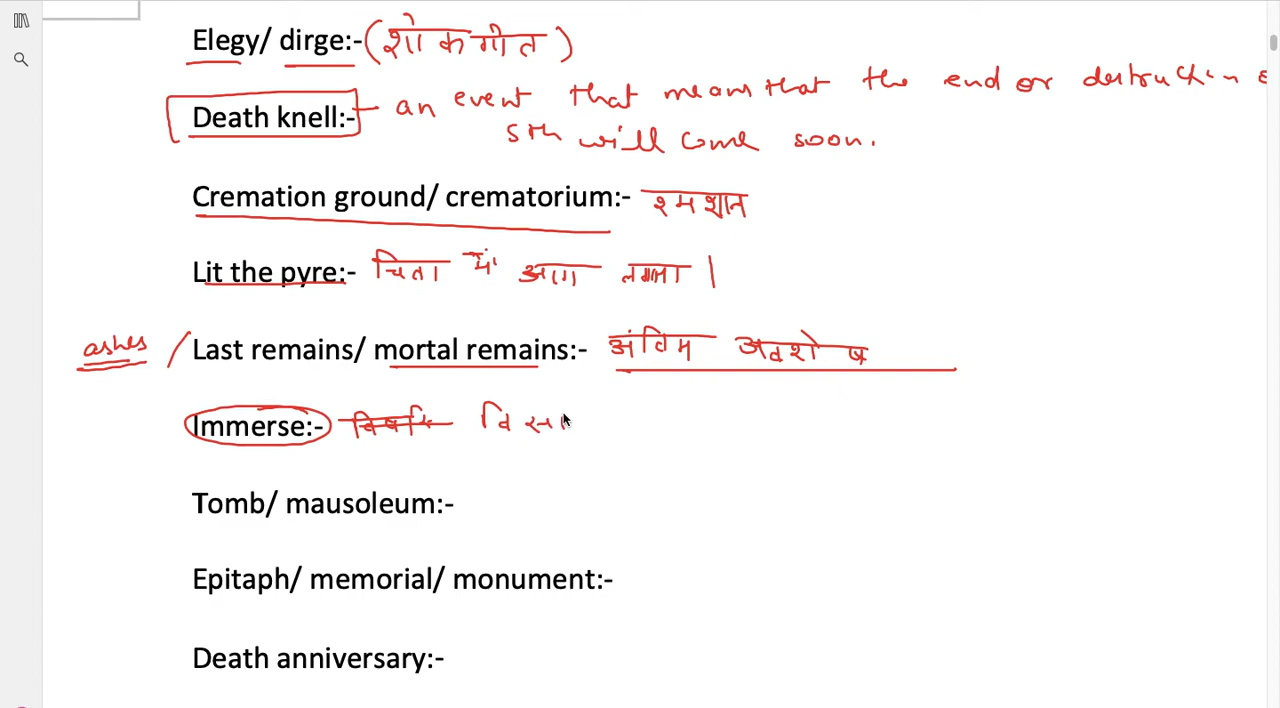 Elegy/ dirge:- (शोकगीत)
Death knell:- an event that means that the end or destruction
sth will come soon.
Cremation ground/ crematorium:- श्मशान
Lit the pyre:- चिता में आग लगाना।
ashes / Last remains/ mortal remains:- अंतिम अवशेष
Immerse:- विस
Tomb/ mausoleum:-
Epitaph/ memorial/ monument:-
Death anniversary:-